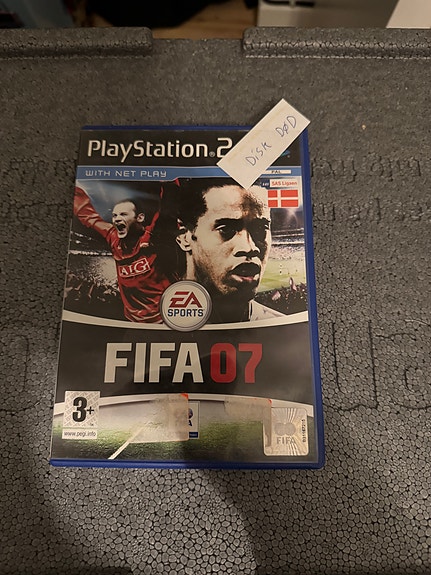 PlayStation®2
Disk DØD
WITH NET PLAY
PAL
SAS Ligaen
AIG
EA
SPORTS
FIFA 07
3+
www.pegi.info
FIFA